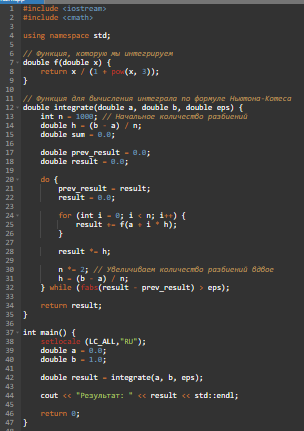 #include <iostream>
#include <cmath>
using namespace std;
// Функция, которую мы интегрируем
double f(double x) {
return x / (1 + pow(x, 3));
}
// Функция для вычисления интеграла по формуле Ньютона-Котеса
double integrate(double a, double b, double eps) {
int n = 1000; // Начальное количество разбиений
double h = (b - a) / n;
double sum = 0.0;
double prev_result = 0.0;
double result = 0.0;
do {
prev_result = result;
result = 0.0;
for (int i = 0; i < n; i++) {
result += f(a + i * h);
}
result *= h;
n *= 2; // Увеличиваем количество разбиений вдвое
h = (b - a) / n;
} while (fabs(result - prev_result) > eps);
return result;
}
int main() {
setlocale (LC_ALL,"RU");
double a = 0.0;
double b = 1.0;
double result = integrate(a, b, eps);
cout << "Результат: " << result << std::endl;
return 0;
}